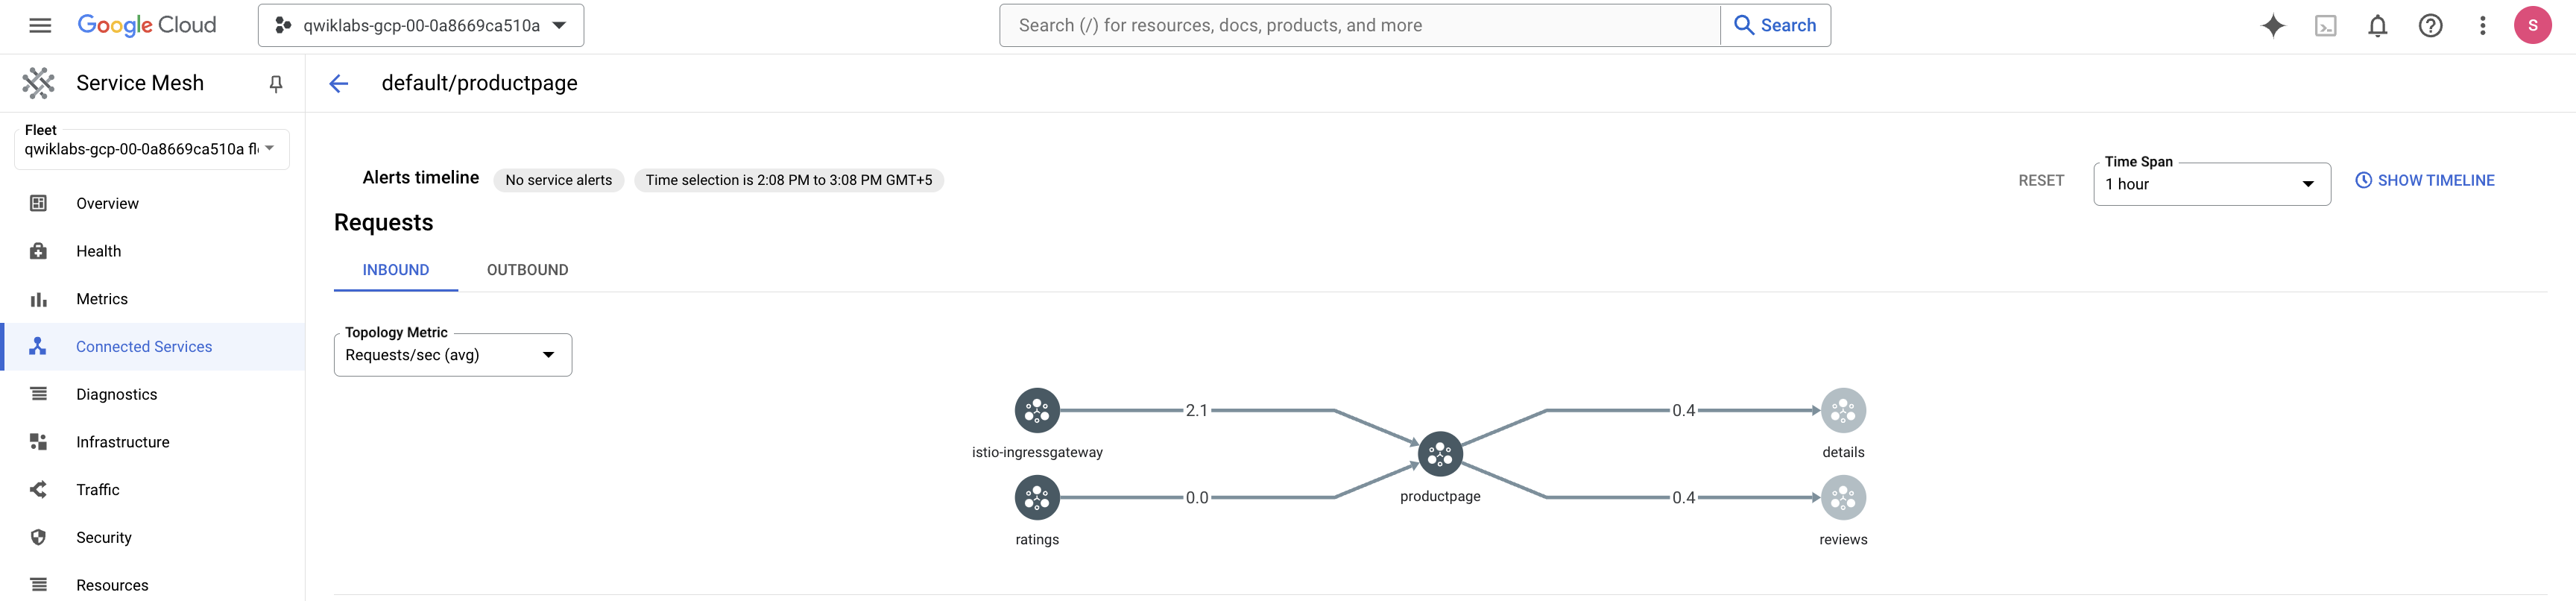 Google Cloud
qwiklabs-gcp-00-0a8669ca510a
Search (/) for resources, docs, products, and more
Search
S
Service Mesh
default/productpage
Fleet
qwiklabs-gcp-00-0a8669ca510a fl
Overview
Health
Metrics
Connected Services
Diagnostics
Infrastructure
Traffic
Security
Resources
Alerts timeline
No service alerts
Time selection is 2:08 PM to 3:08 PM GMT+5
RESET
Time Span
1 hour
SHOW TIMELINE
Requests
INBOUND
OUTBOUND
Topology Metric
Requests/sec (avg)
2.1
0.4
istio-ingressgateway
details
0.0
productpage
0.4
ratings
reviews